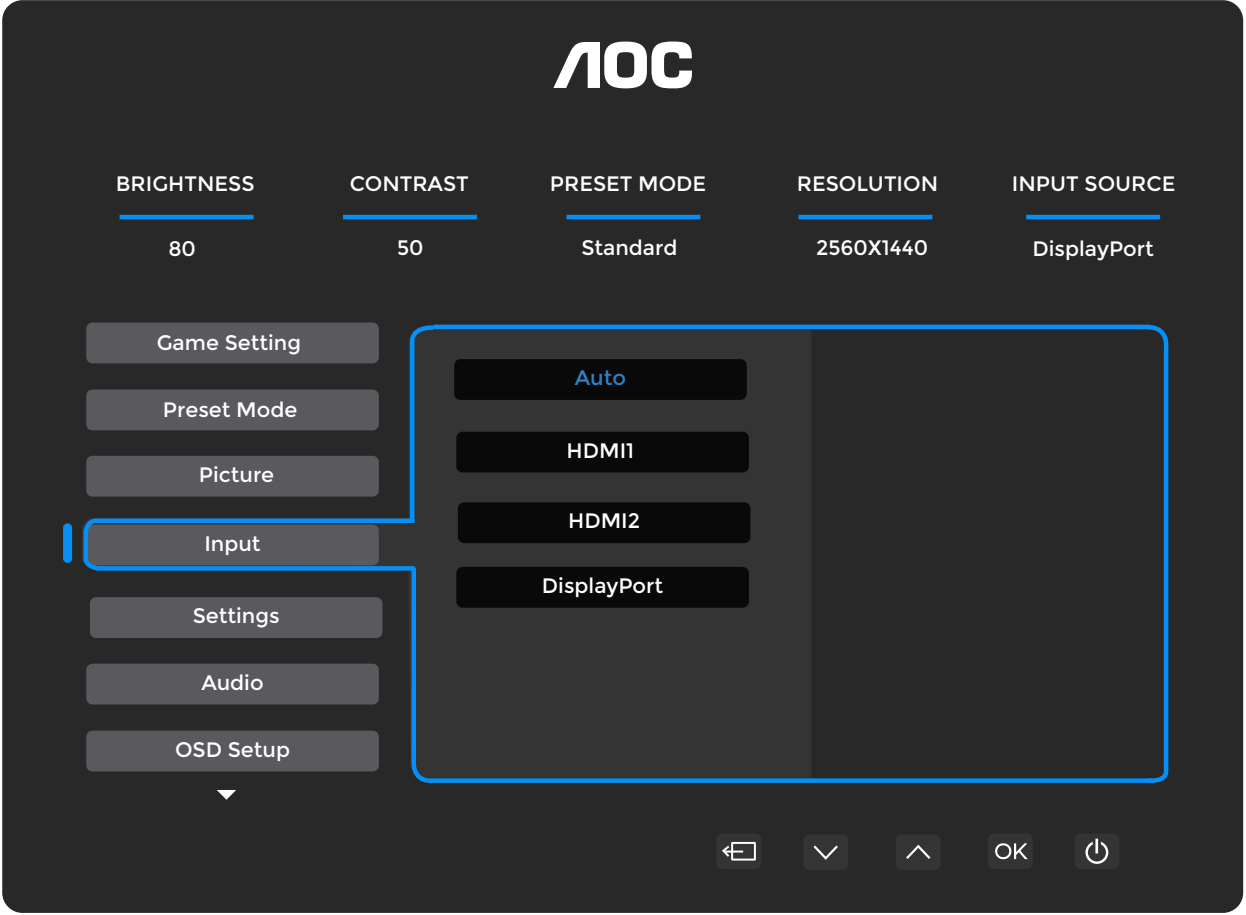 AOC
BRIGHTNESS CONTRAST PRESET MODE RESOLUTION INPUT SOURCE
80 50 Standard 2560X1440 DisplayPort
Game Setting
Preset Mode
Picture
Input
Settings
Audio
OSD Setup
Auto
HDMI1
HDMI2
DisplayPort
OK